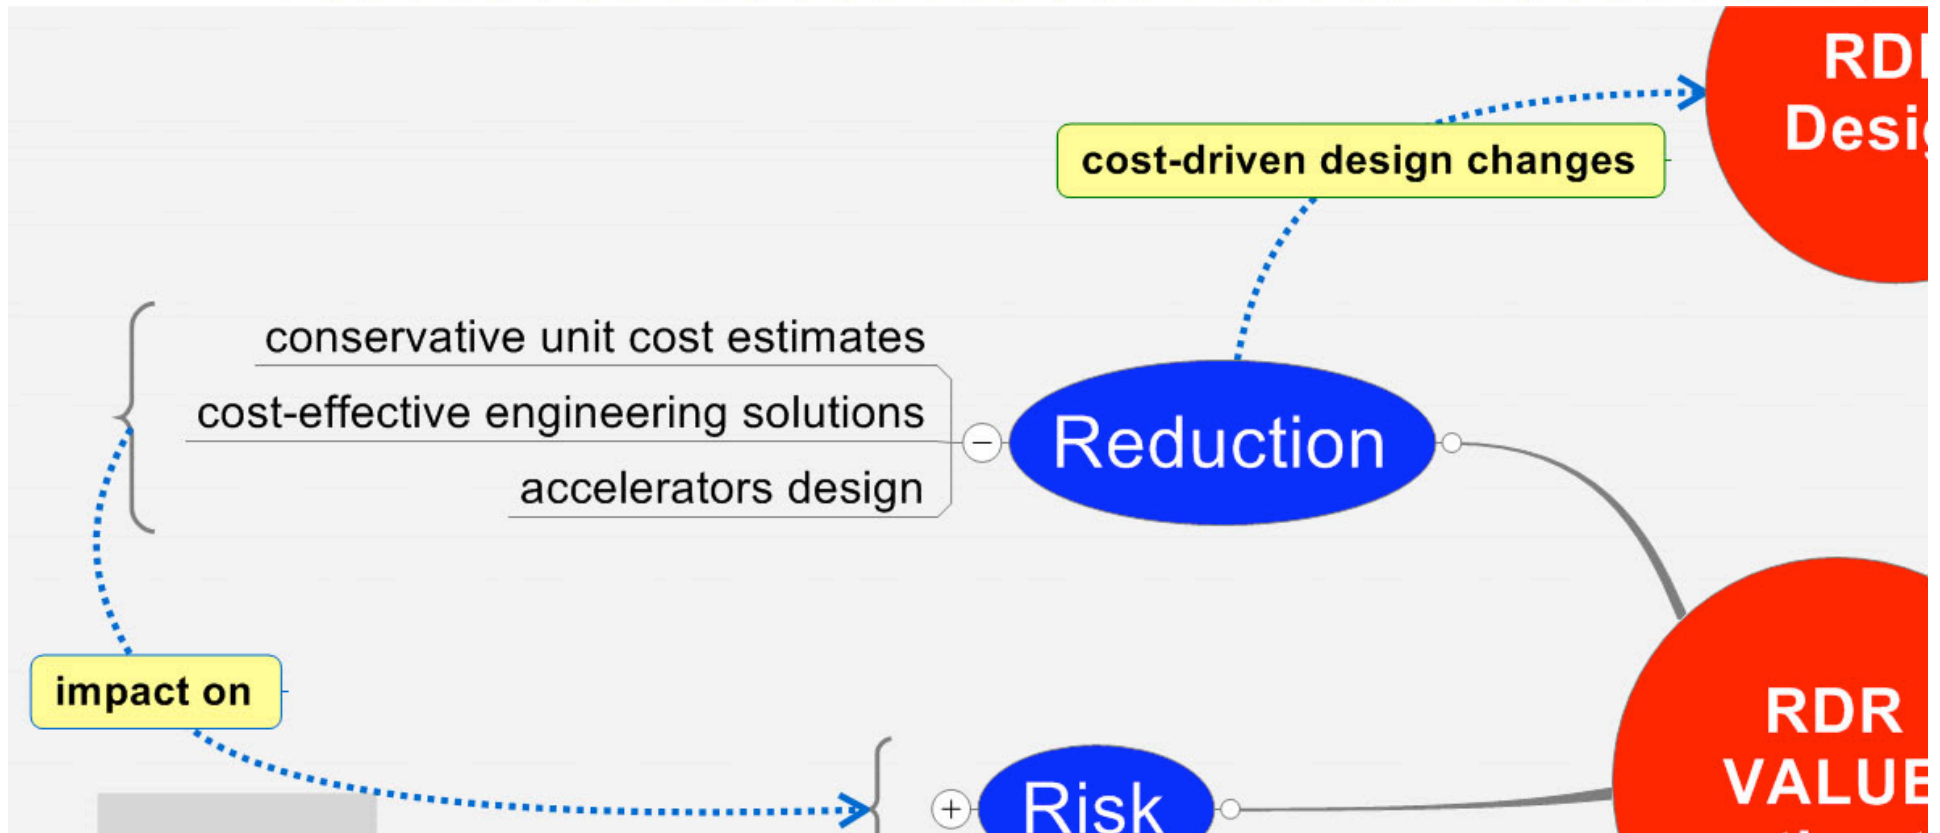 RD
Desi
cost-driven design changes
conservative unit cost estimates
cost-effective engineering solutions
accelerators design
Reduction
impact on
RDR
VALUE
Risk